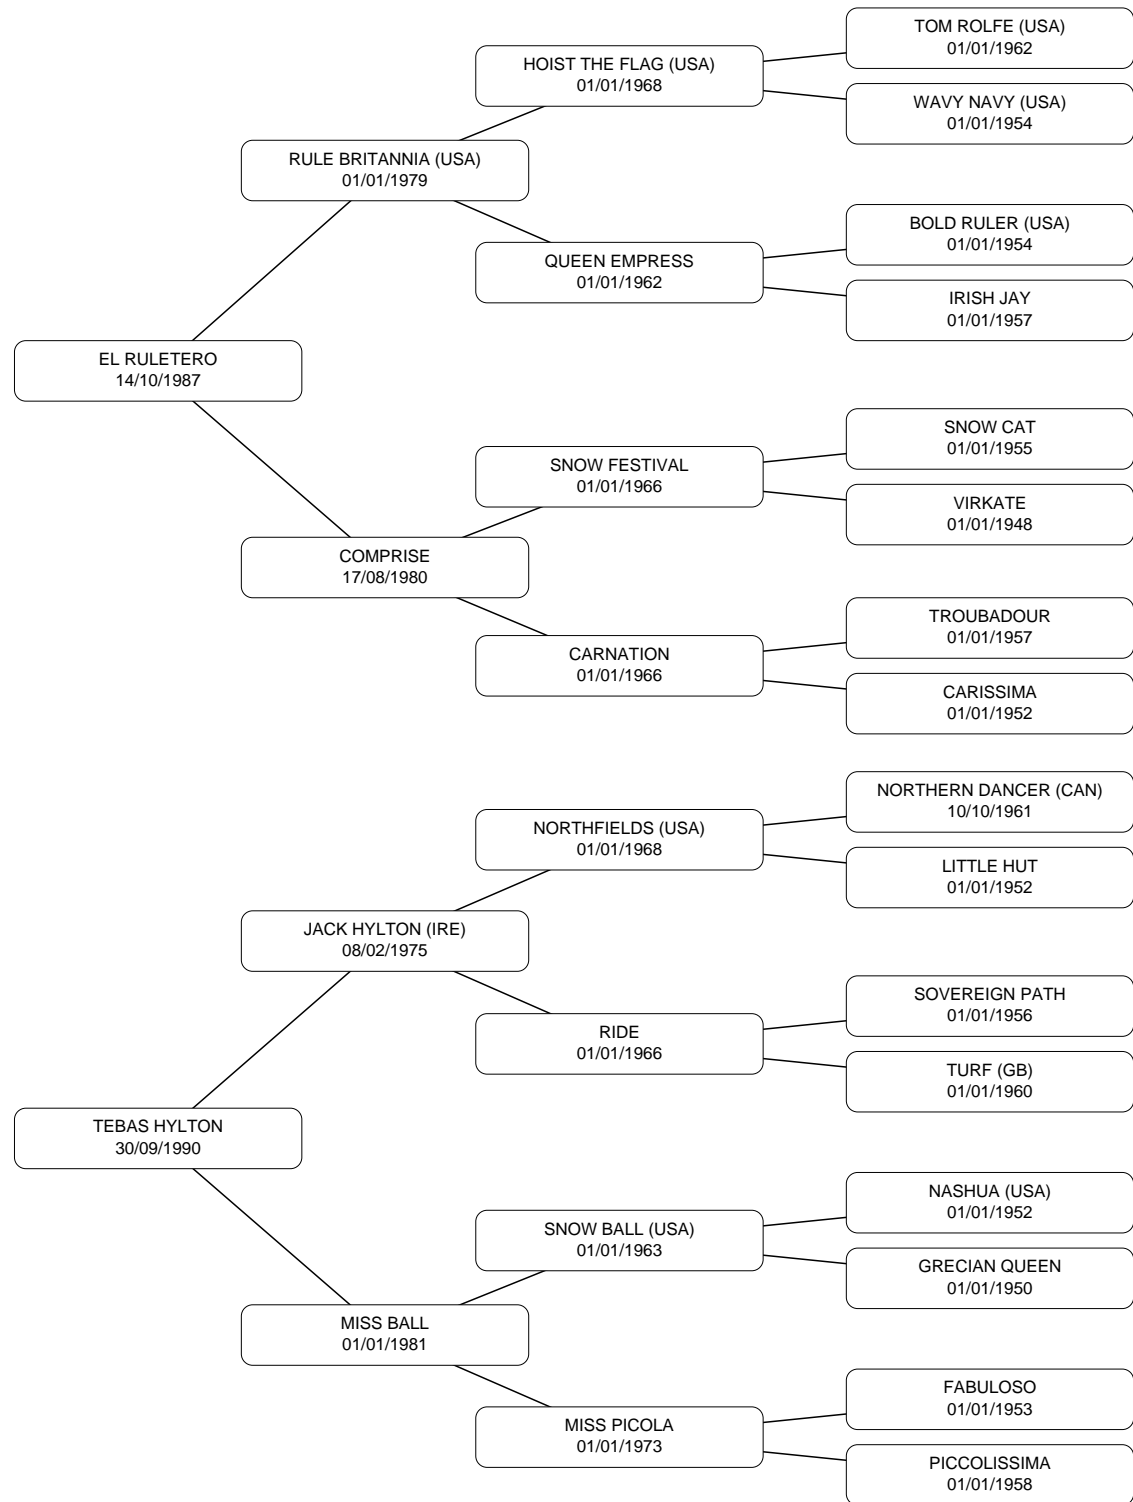 TOM ROLFE (USA)
01/01/1962
HOIST THE FLAG (USA)
01/01/1968
WAVY NAVY (USA)
01/01/1954
RULE BRITANNIA (USA)
01/01/1979
BOLD RULER (USA)
01/01/1954
QUEEN EMPRESS
01/01/1962
IRISH JAY
01/01/1957
EL RULETERO
14/10/1987
SNOW CAT
01/01/1955
SNOW FESTIVAL
01/01/1966
VIRKATE
01/01/1948
COMPRISE
17/08/1980
TROUBADOUR
01/01/1957
CARNATION
01/01/1966
CARISSIMA
01/01/1952
NORTHERN DANCER (CAN)
10/10/1961
NORTHFIELDS (USA)
01/01/1968
LITTLE HUT
01/01/1952
JACK HYLTON (IRE)
08/02/1975
SOVEREIGN PATH
01/01/1956
RIDE
01/01/1966
TURF (GB)
01/01/1960
TEBAS HYLTON
30/09/1990
NASHUA (USA)
01/01/1952
SNOW BALL (USA)
01/01/1963
GRECIAN QUEEN
01/01/1950
MISS BALL
01/01/1981
FABULOSO
01/01/1953
MISS PICOLA
01/01/1973
PICCOLISSIMA
01/01/1958